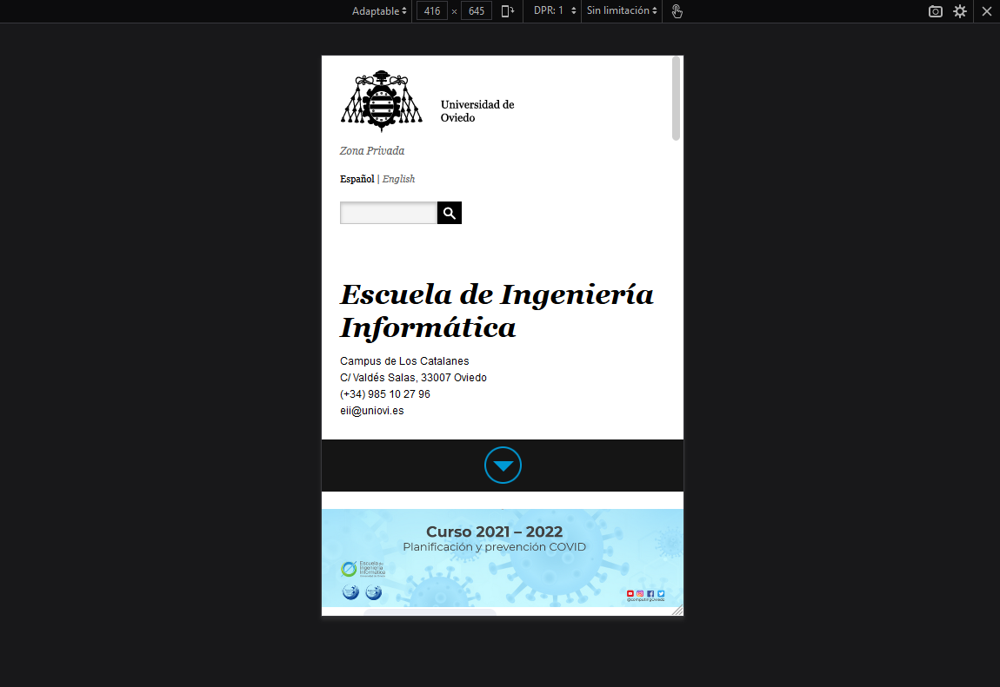 Adaptable 416 × 645 DPR: 1 Sin limitación
Universidad de
Oviedo
Zona Privada
Español | English
Escuela de Ingeniería
Informática
Campus de Los Catalanes
C/ Valdés Salas, 33007 Oviedo
(+34) 985 10 27 96
eii@uniovi.es
Curso 2021 – 2022
Planificación y prevención COVID
Escuela de
Ingeniería
Informática
@computingOviedo